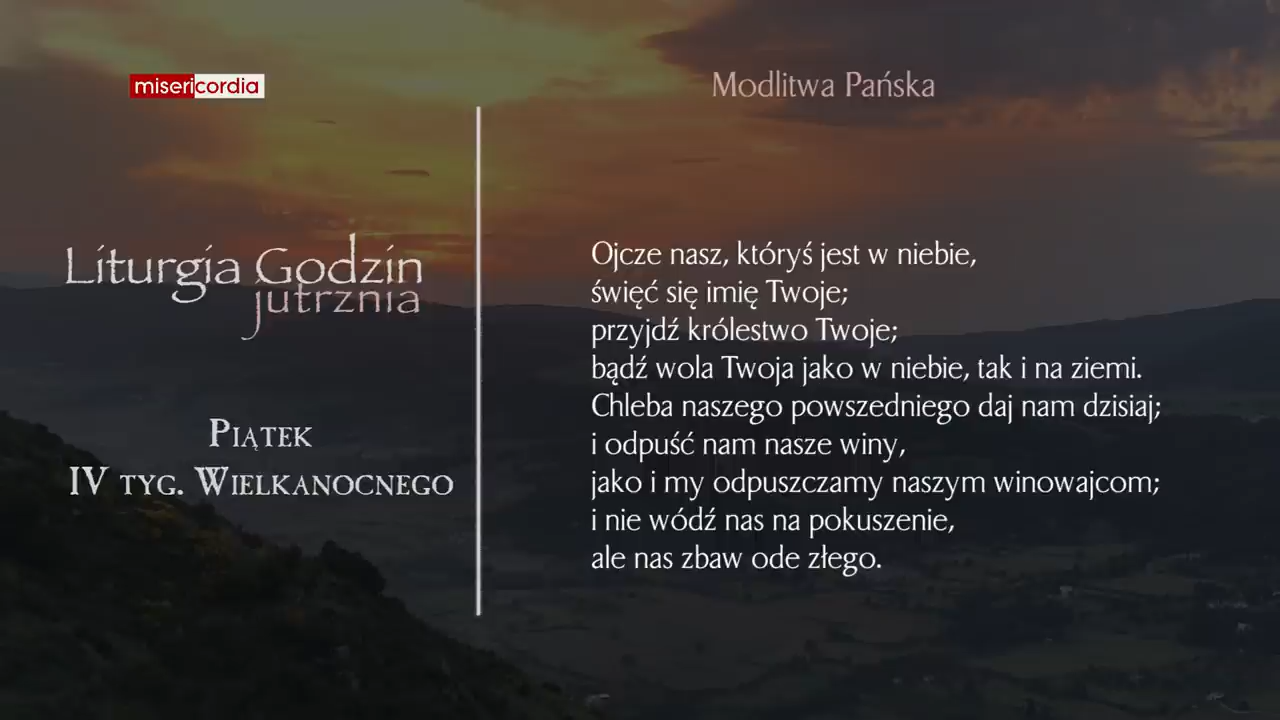 misericordia
Liturgia Godzin
jutrznia
Piątek
IV tyg. Wielkanocnego
Modlitwa Pańska
Ojcze nasz, któryś jest w niebie,
święć się imię Twoje;
przyjdź królestwo Twoje;
bądź wola Twoja jako w niebie, tak i na ziemi.
Chleba naszego powszedniego daj nam dzisiaj;
i odpuść nam nasze winy,
jako i my odpuszczamy naszym winowajcom;
i nie wódź nas na pokuszenie,
ale nas zbaw ode złego.